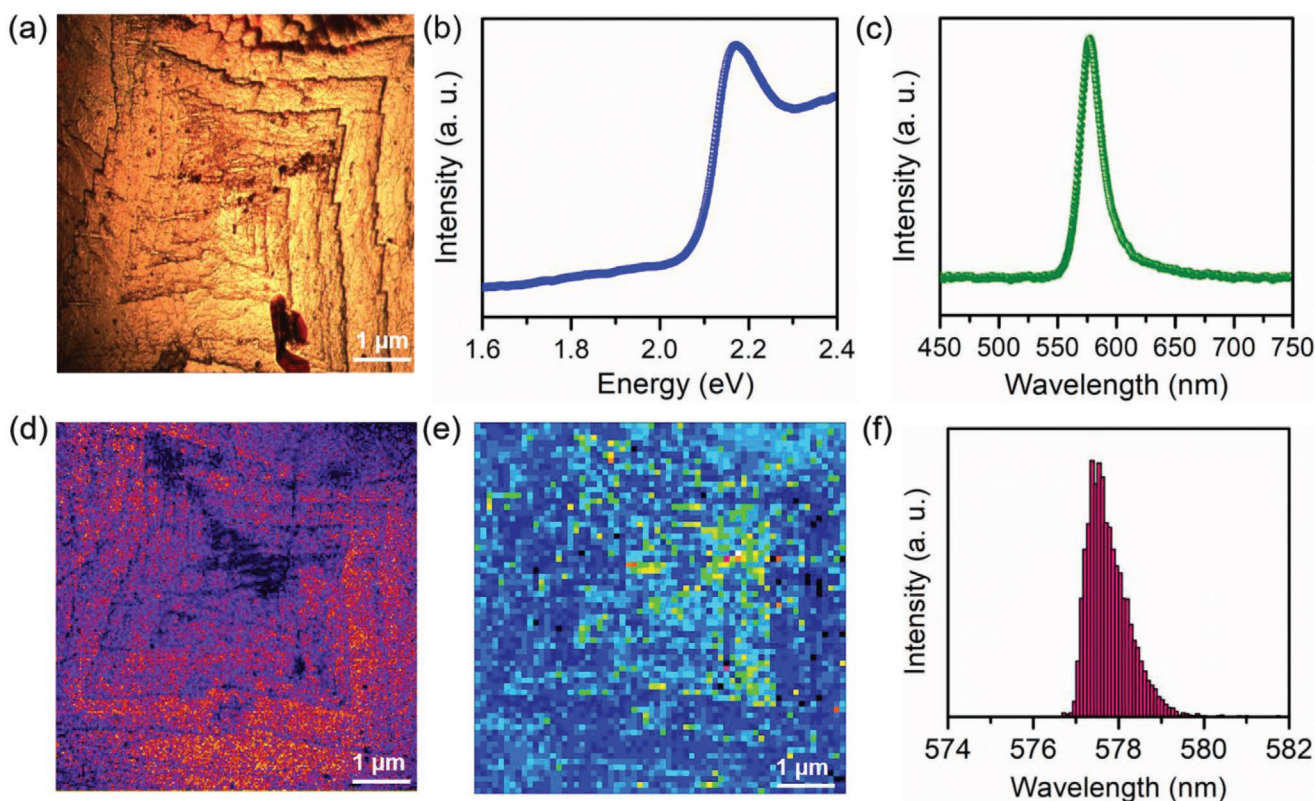 (a)
1 μm
(b)
Intensity (a. u.)
1.6 1.8 2.0 2.2 2.4
Energy (eV)
(c)
Intensity (a. u.)
450 500 550 600 650 700 750
Wavelength (nm)
(d)
1 μm
(e)
1 μm
(f)
Intensity (a. u.)
574 576 578 580 582
Wavelength (nm)